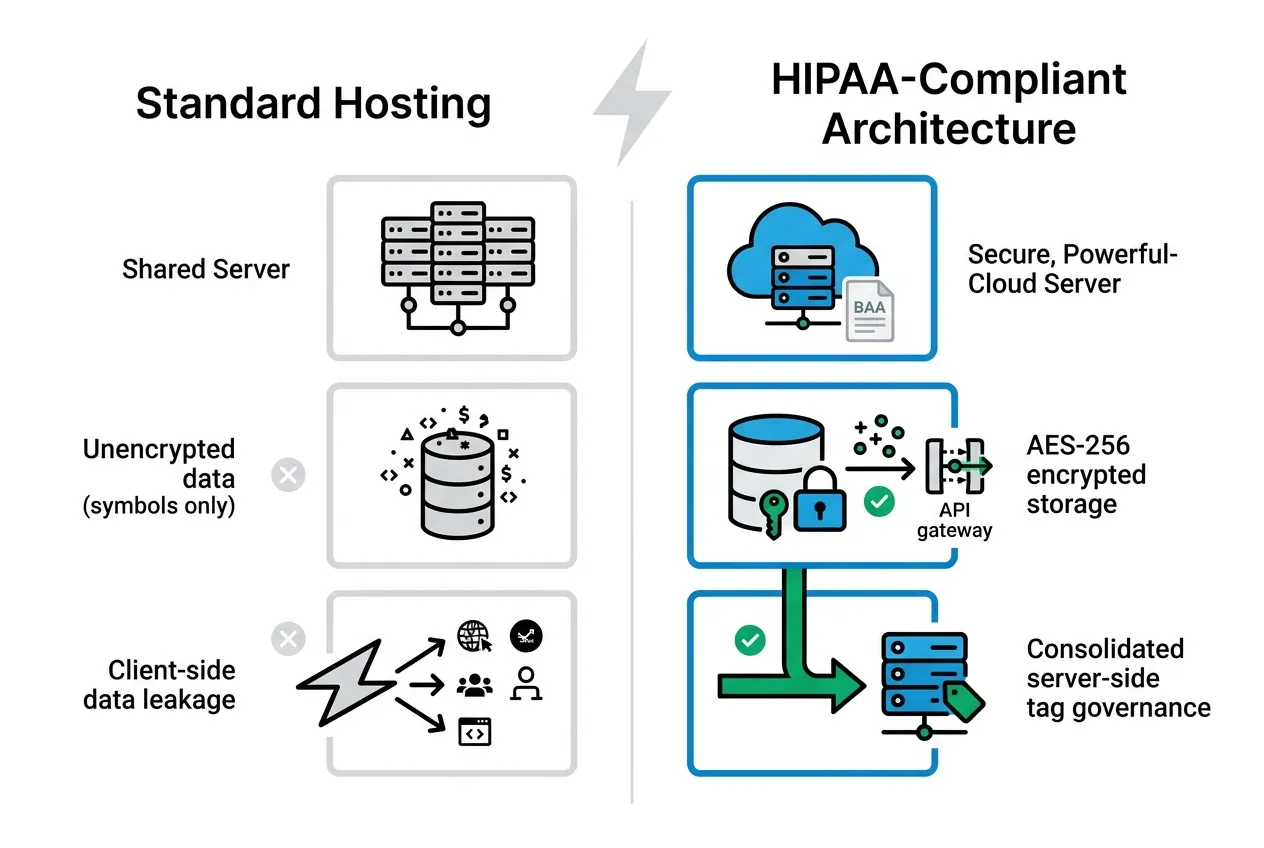 Standard Hosting
HIPAA-Compliant
Architecture
Shared Server
BAA
Secure, Powerful-
Cloud Server
Unencrypted
data
(symbols only)
API
gateway
AES-256
encrypted
storage
Client-side
data leakage
Consolidated
server-side
tag governance